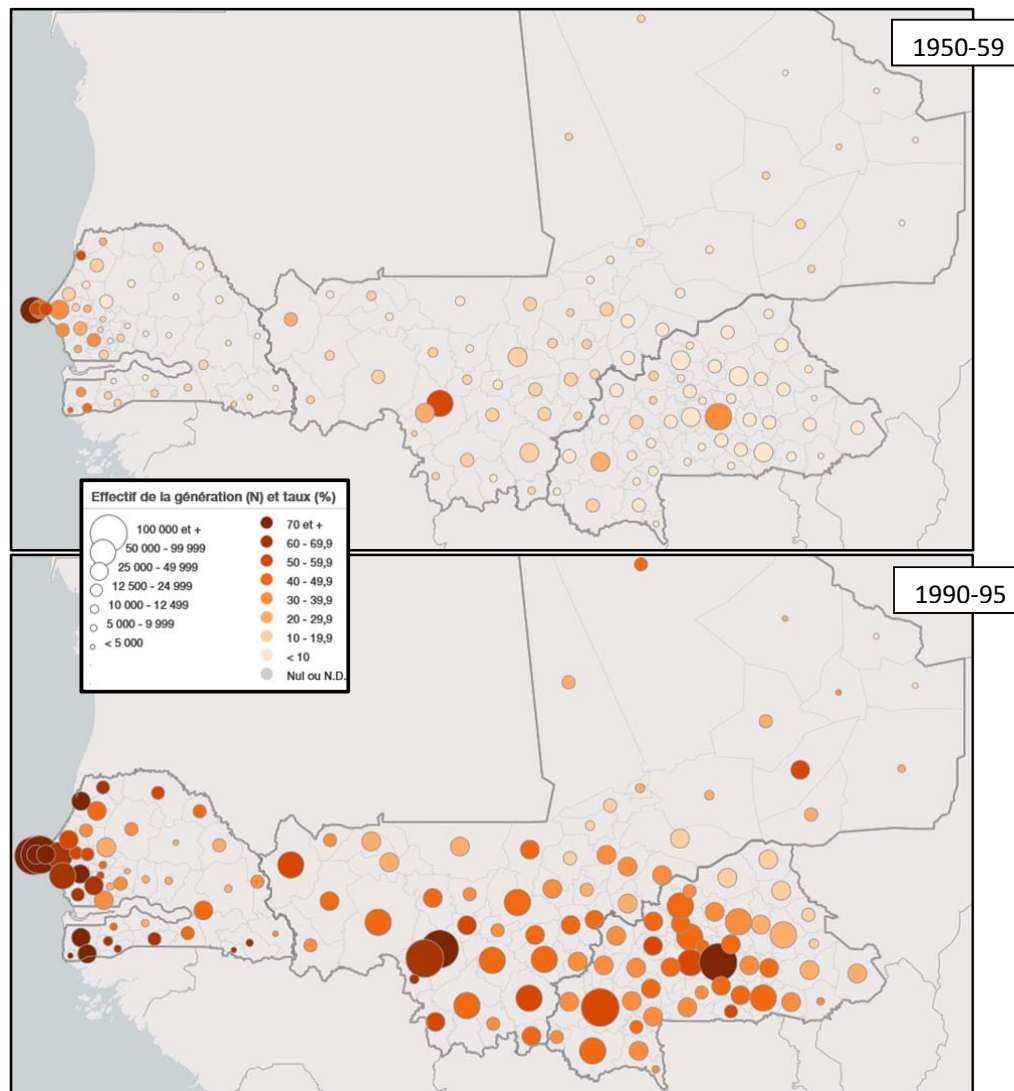 1950-59
Effectif de la génération (N) et taux (%)
100 000 et +
50 000 - 99 999
25 000 - 49 999
12 500 - 24 999
10 000 - 12 499
5 000 - 9 999
< 5 000
70 et +
60 - 69,9
50 - 59,9
40 - 49,9
30 - 39,9
20 - 29,9
10 - 19,9
< 10
Nul ou N.D.
1990-95